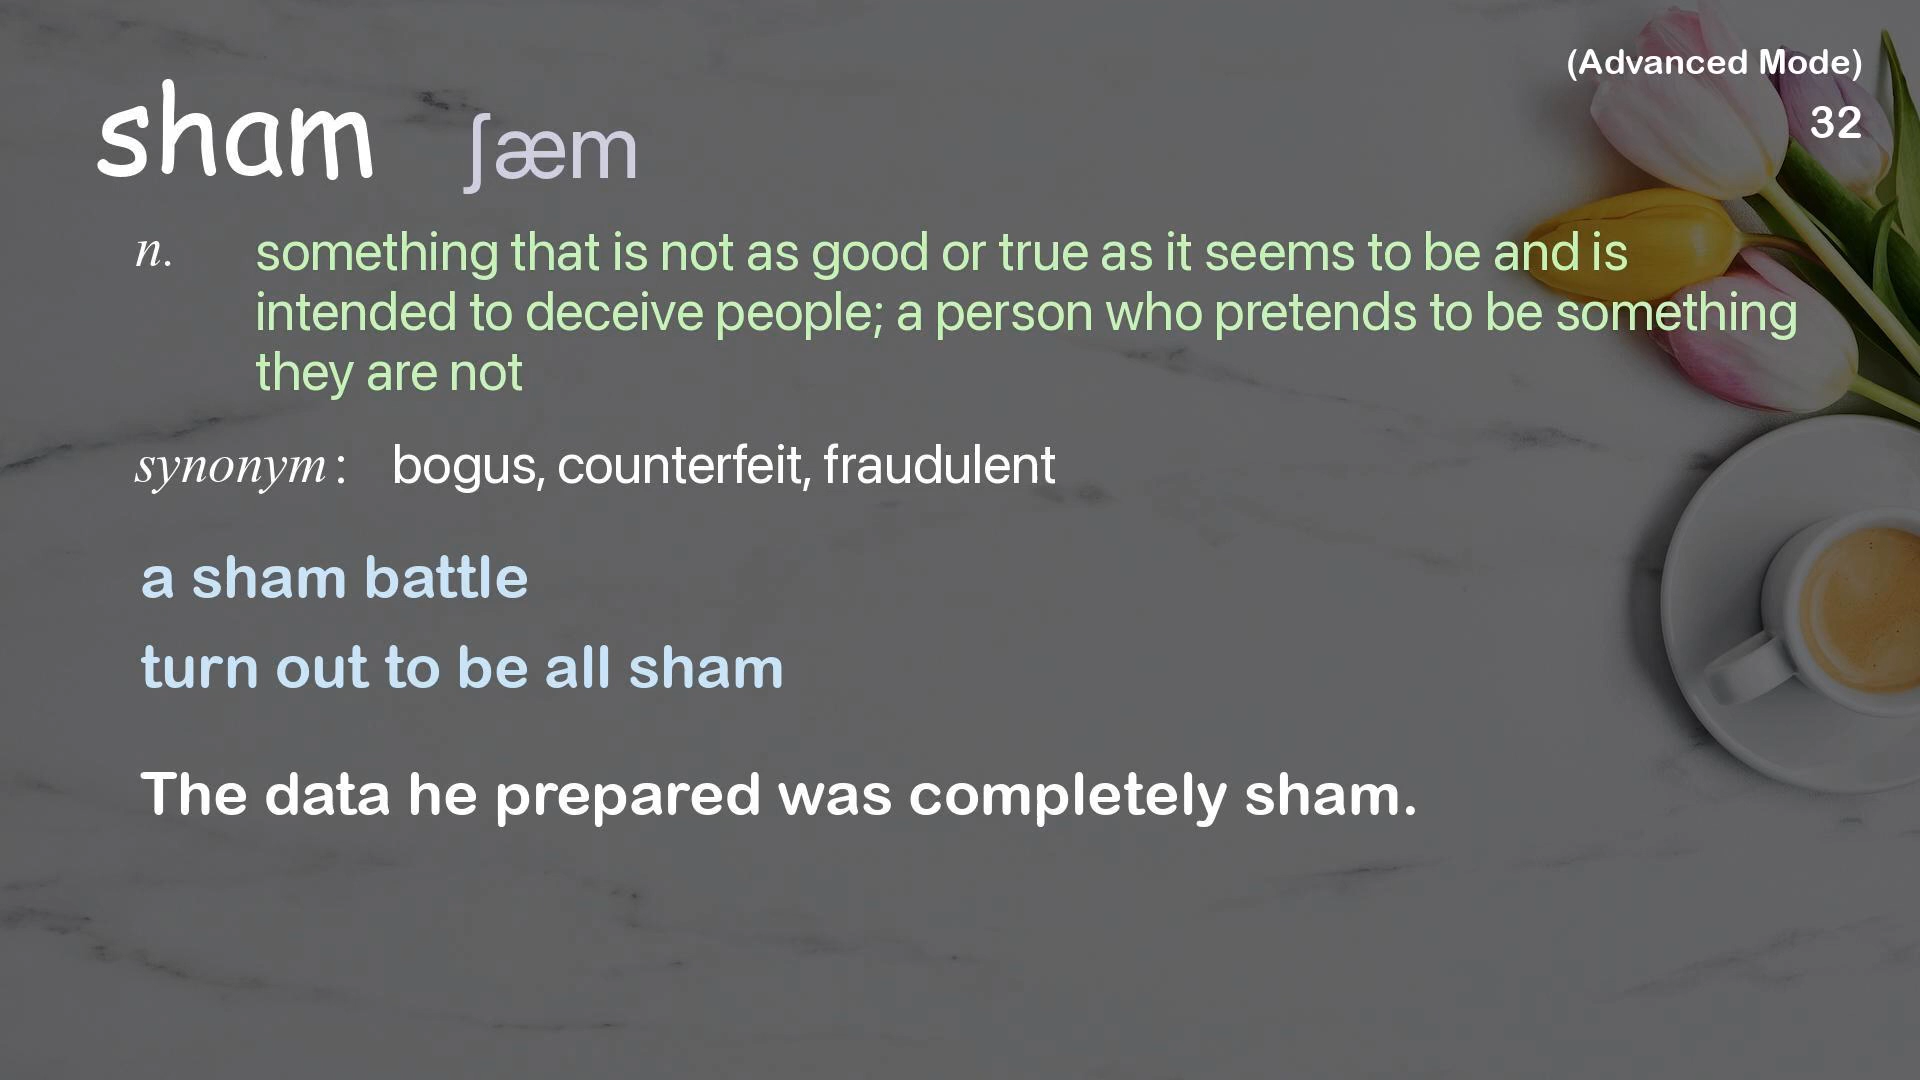 (Advanced Mode)
32
sham ʃæm
n. something that is not as good or true as it seems to be and is
intended to deceive people; a person who pretends to be something
they are not
synonym: bogus, counterfeit, fraudulent
a sham battle
turn out to be all sham
The data he prepared was completely sham.